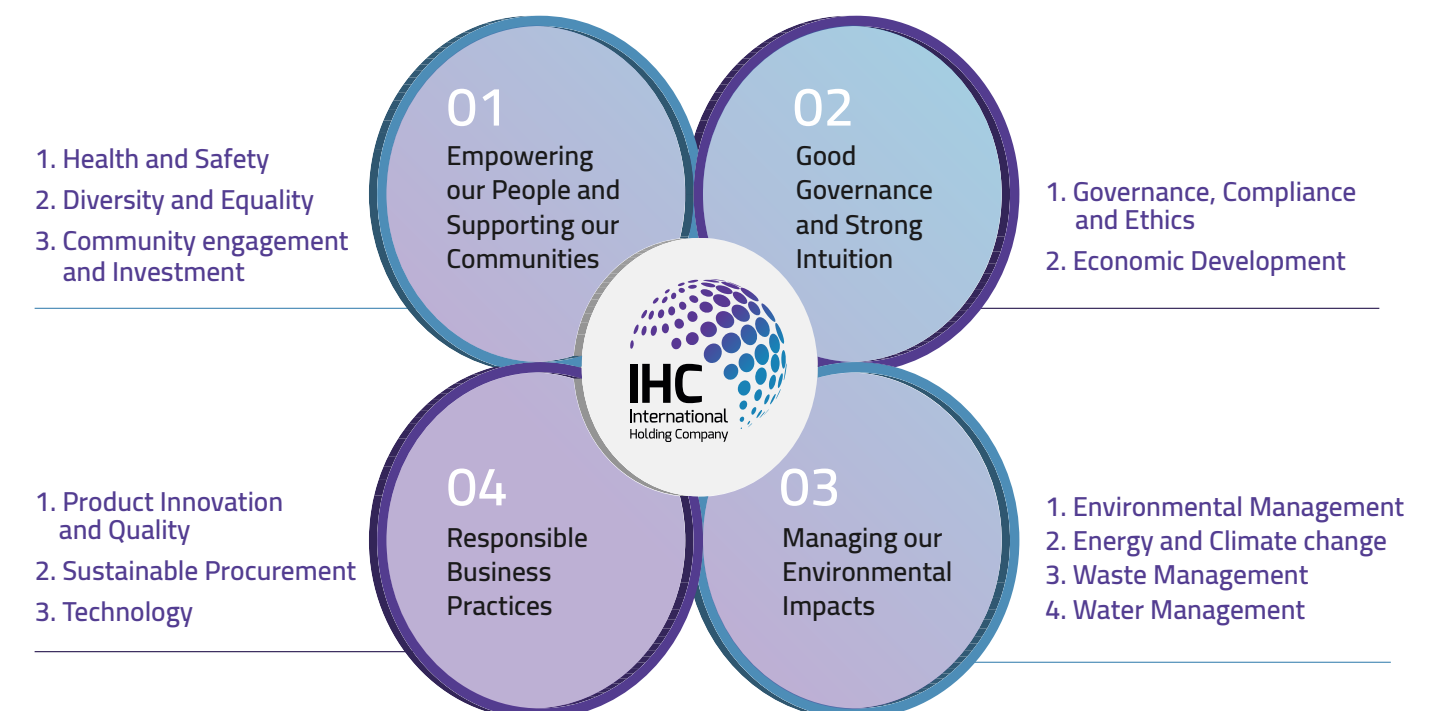 01
Empowering
our People and
Supporting our
Communities
1. Health and Safety
2. Diversity and Equality
3. Community engagement
and Investment
02
Good
Governance
and Strong
Intuition
1. Governance, Compliance
and Ethics
2. Economic Development
IHC
International
Holding Company
04
Responsible
Business
Practices
1. Product Innovation
and Quality
2. Sustainable Procurement
3. Technology
03
Managing our
Environmental
Impacts
1. Environmental Management
2. Energy and Climate change
3. Waste Management
4. Water Management